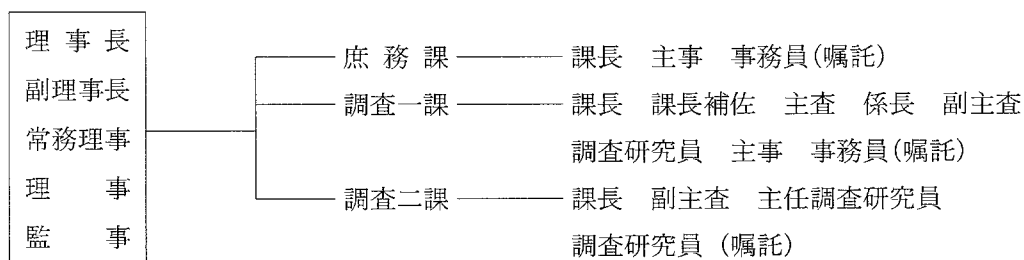 理事長
副理事長
常務理事
理事
監事
庶務課 課長 主事 事務員(嘱託)
調査一課 課長 課長補佐 主査 係長 副主査
調査研究員 主事 事務員(嘱託)
調査二課 課長 副主査 主任調査研究員
調査研究員 (嘱託)